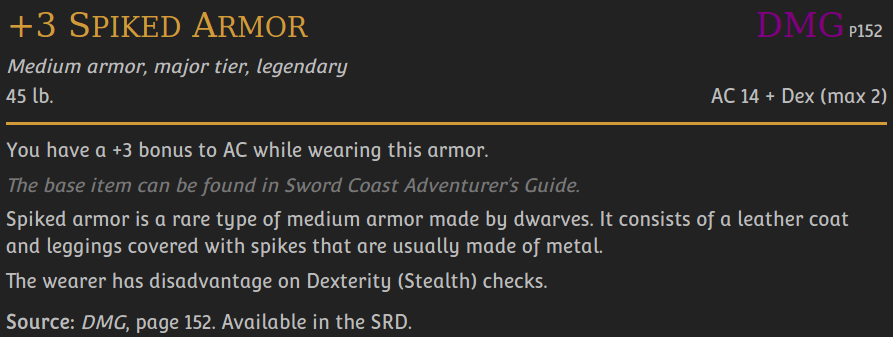 +3 Spiked Armor DMG P152
Medium armor, major tier, legendary
45 lb. AC 14 + Dex (max 2)
You have a +3 bonus to AC while wearing this armor.
The base item can be found in Sword Coast Adventurer's Guide.
Spiked armor is a rare type of medium armor made by dwarves. It consists of a leather coat
and leggings covered with spikes that are usually made of metal.
The wearer has disadvantage on Dexterity (Stealth) checks.
Source: DMG, page 152. Available in the SRD.